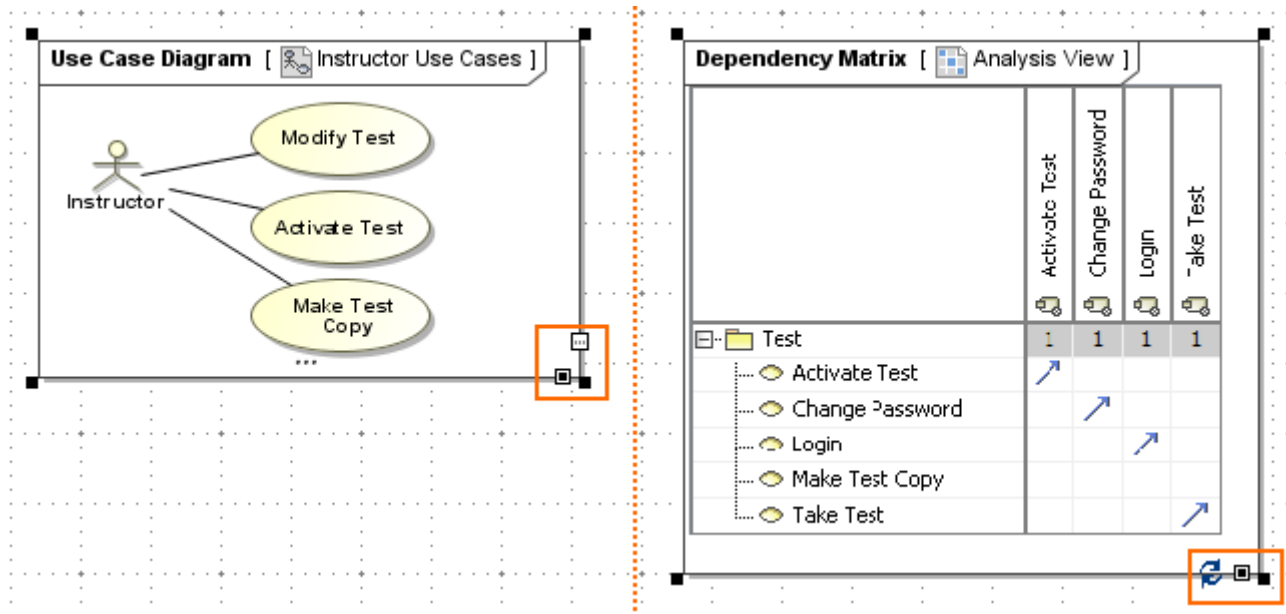 Use Case Diagram [ Instructor Use Cases ]
Modify Test
Instructor
Activate Test
Make Test
Copy
...
Dependency Matrix [ Analysis View ]
Activate Test
Change Password
Login
Take Test
Test 1 1 1 1
Activate Test
Change Password
Login
Make Test Copy
Take Test